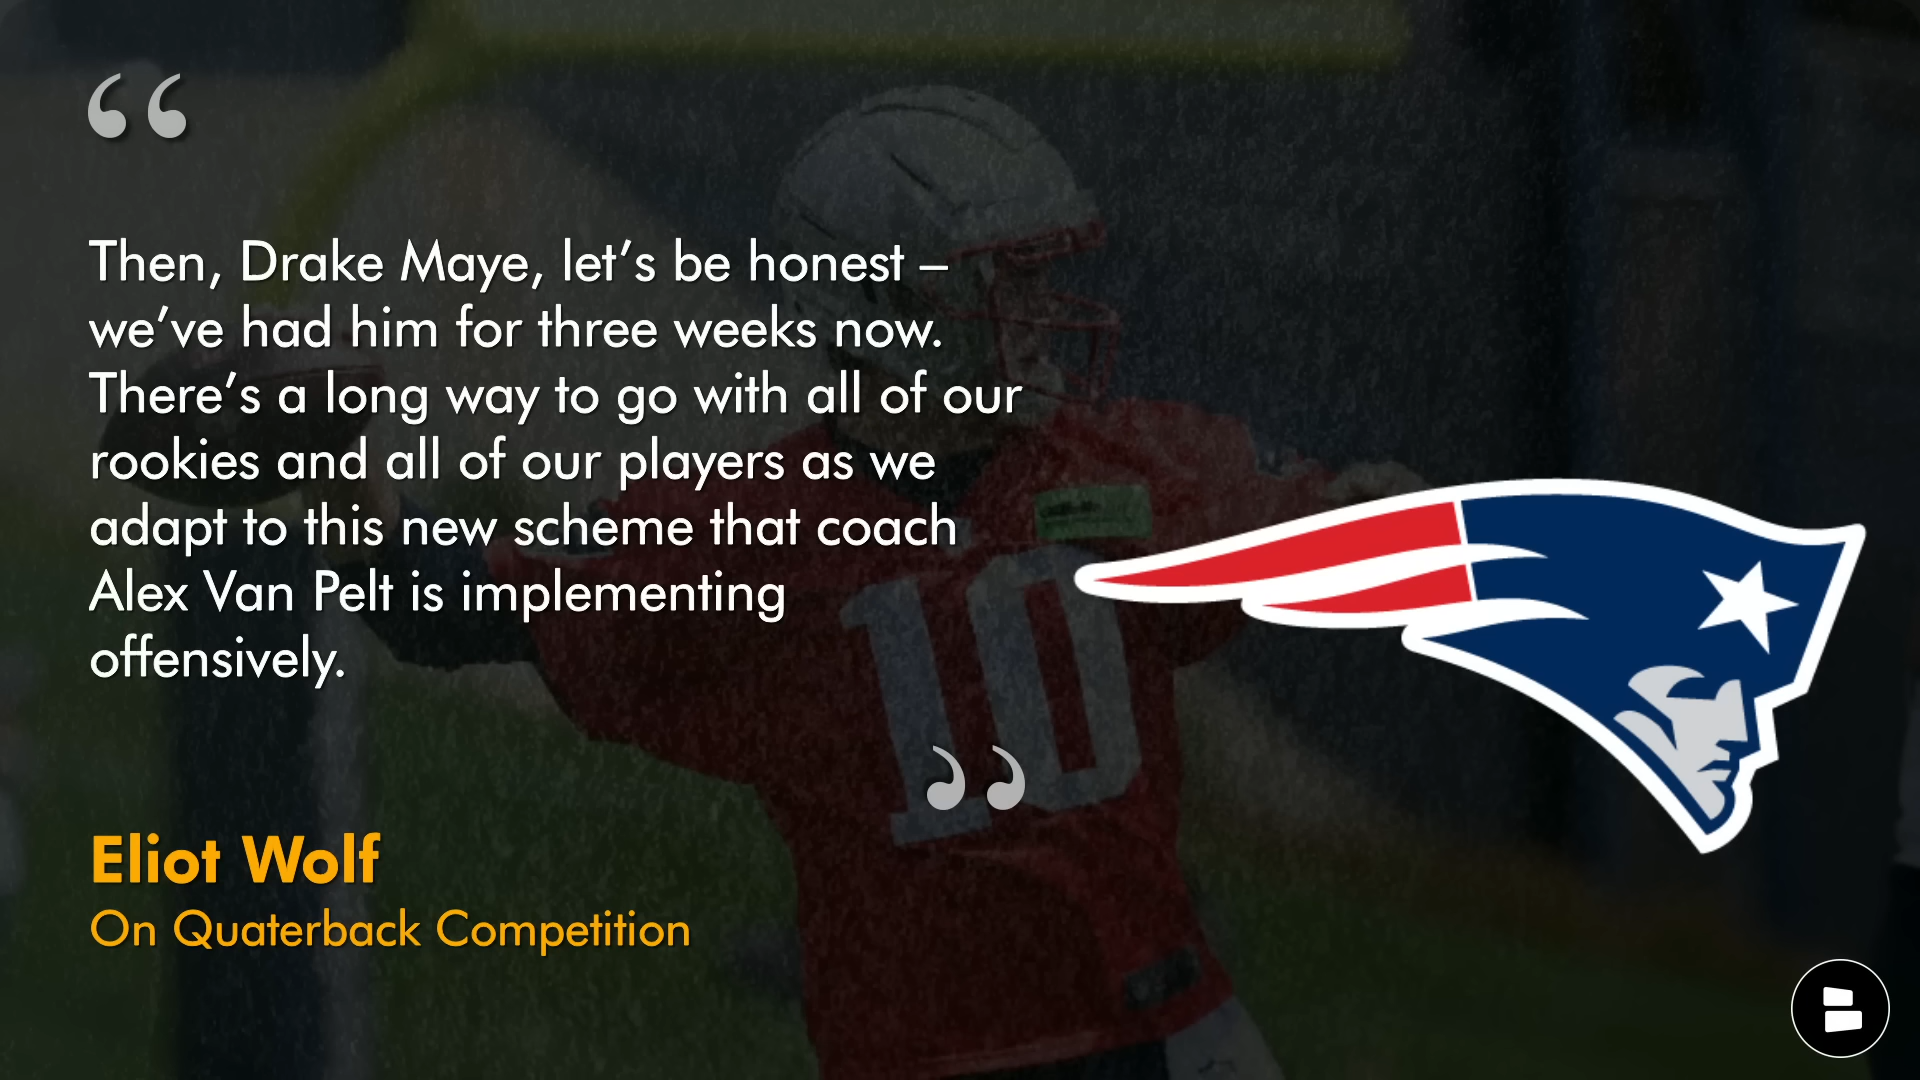 “
Then, Drake Maye, let’s be honest –
we’ve had him for three weeks now.
There’s a long way to go with all of our
rookies and all of our players as we
adapt to this new scheme that coach
Alex Van Pelt is implementing
offensively.
”
10
Eliot Wolf
On Quaterback Competition